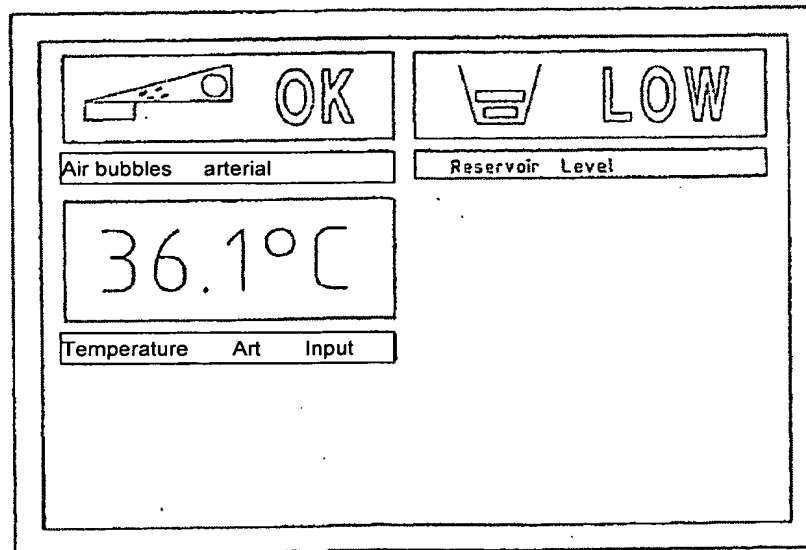 OK
LOW
Air bubbles arterial
Reservoir Level
36.1°C
Temperature Art Input